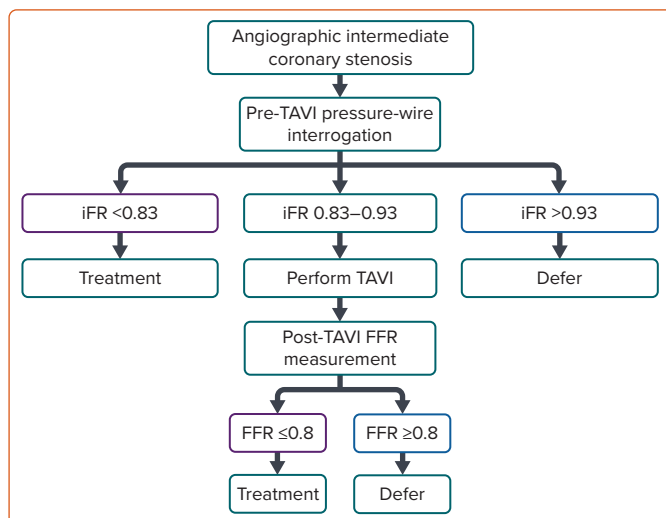 Angiographic intermediate
coronary stenosis
Pre-TAVI pressure-wire
interrogation
iFR <0.83
iFR 0.83–0.93
iFR >0.93
Treatment
Perform TAVI
Defer
Post-TAVI FFR
measurement
FFR ≤0.8
FFR ≥0.8
Treatment
Defer